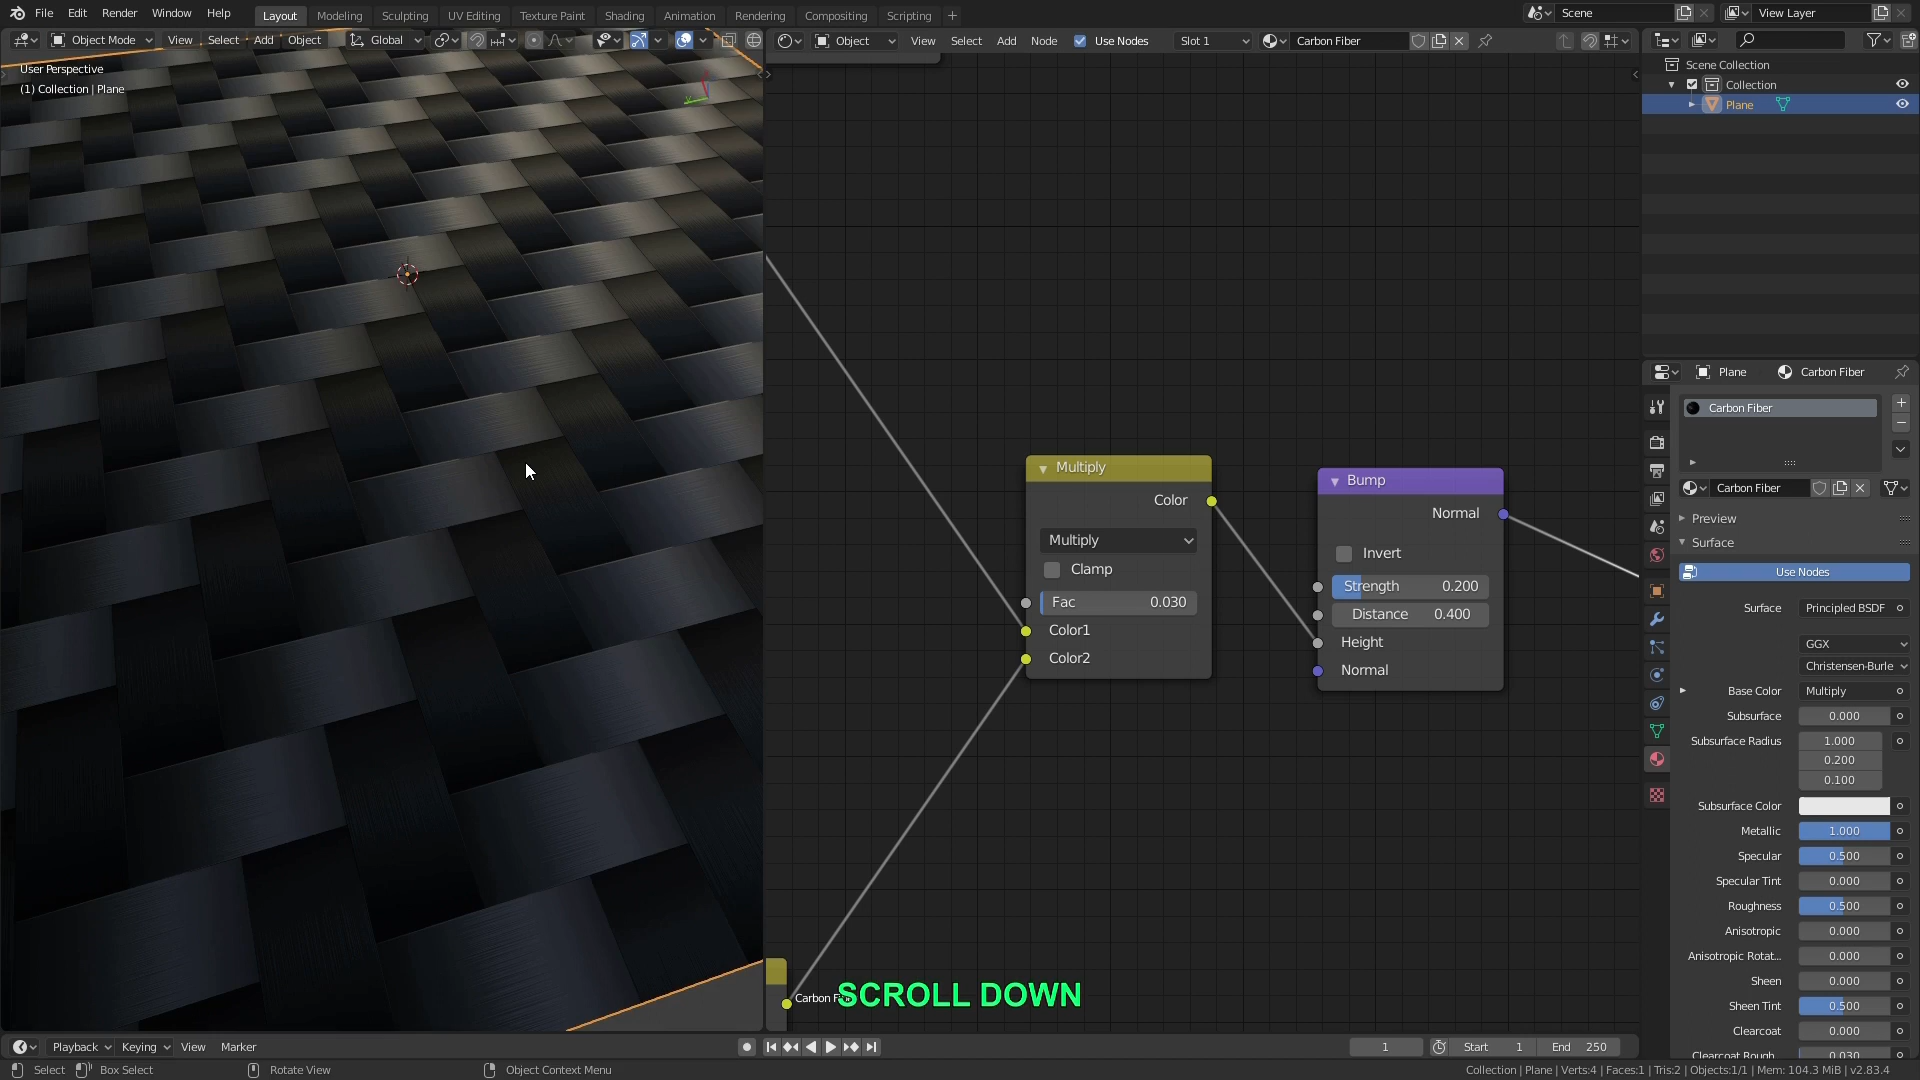 File Edit Render Window Help Layout Modeling Sculpting UV Editing Texture Paint Shading Animation Rendering Compositing Scripting + Scene View Layer
Object Mode View Select Add Object Global
Object View Select Add Node Use Nodes Slot 1 Carbon Fiber
User Perspective
(1) Collection | Plane
Y
Scene Collection
Collection
Plane
Multiply
Color
Multiply
Clamp
Fac 0.030
Color1
Color2
Bump
Normal
Invert
Strength 0.200
Distance 0.400
Height
Normal
Carbon
SCROLL DOWN
Plane Carbon Fiber
Carbon Fiber
Carbon Fiber
Preview
Surface
Use Nodes
Surface Principled BSDF
GGX
Christensen-Burle
Base Color Multiply
Subsurface 0.000
Subsurface Radius 1.000
0.200
0.100
Subsurface Color
Metallic 1.000
Specular 0.500
Specular Tint 0.000
Roughness 0.500
Anisotropic 0.000
Anisotropic Rotat... 0.000
Sheen 0.000
Sheen Tint 0.500
Clearcoat 0.000
Clearcoat Rough... 0.030
Playback Keying View Marker 1 Start 1 End 250
Select Box Select Rotate View Object Context Menu Collection | Plane | Verts:4 | Faces:1 | Tris:2 | Objects:1/1 | Mem: 104.3 MiB | v2.83.4